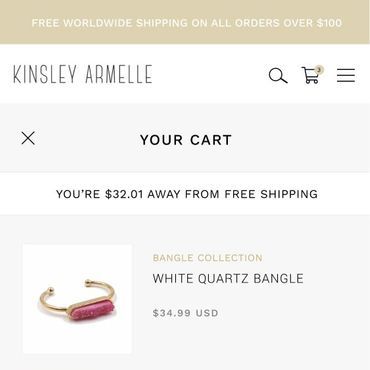 FREE WORLDWIDE SHIPPING ON ALL ORDERS OVER $100
KINSLEY ARMELLE
3
YOUR CART
YOU'RE $32.01 AWAY FROM FREE SHIPPING
BANGLE COLLECTION
WHITE QUARTZ BANGLE
$34.99 USD